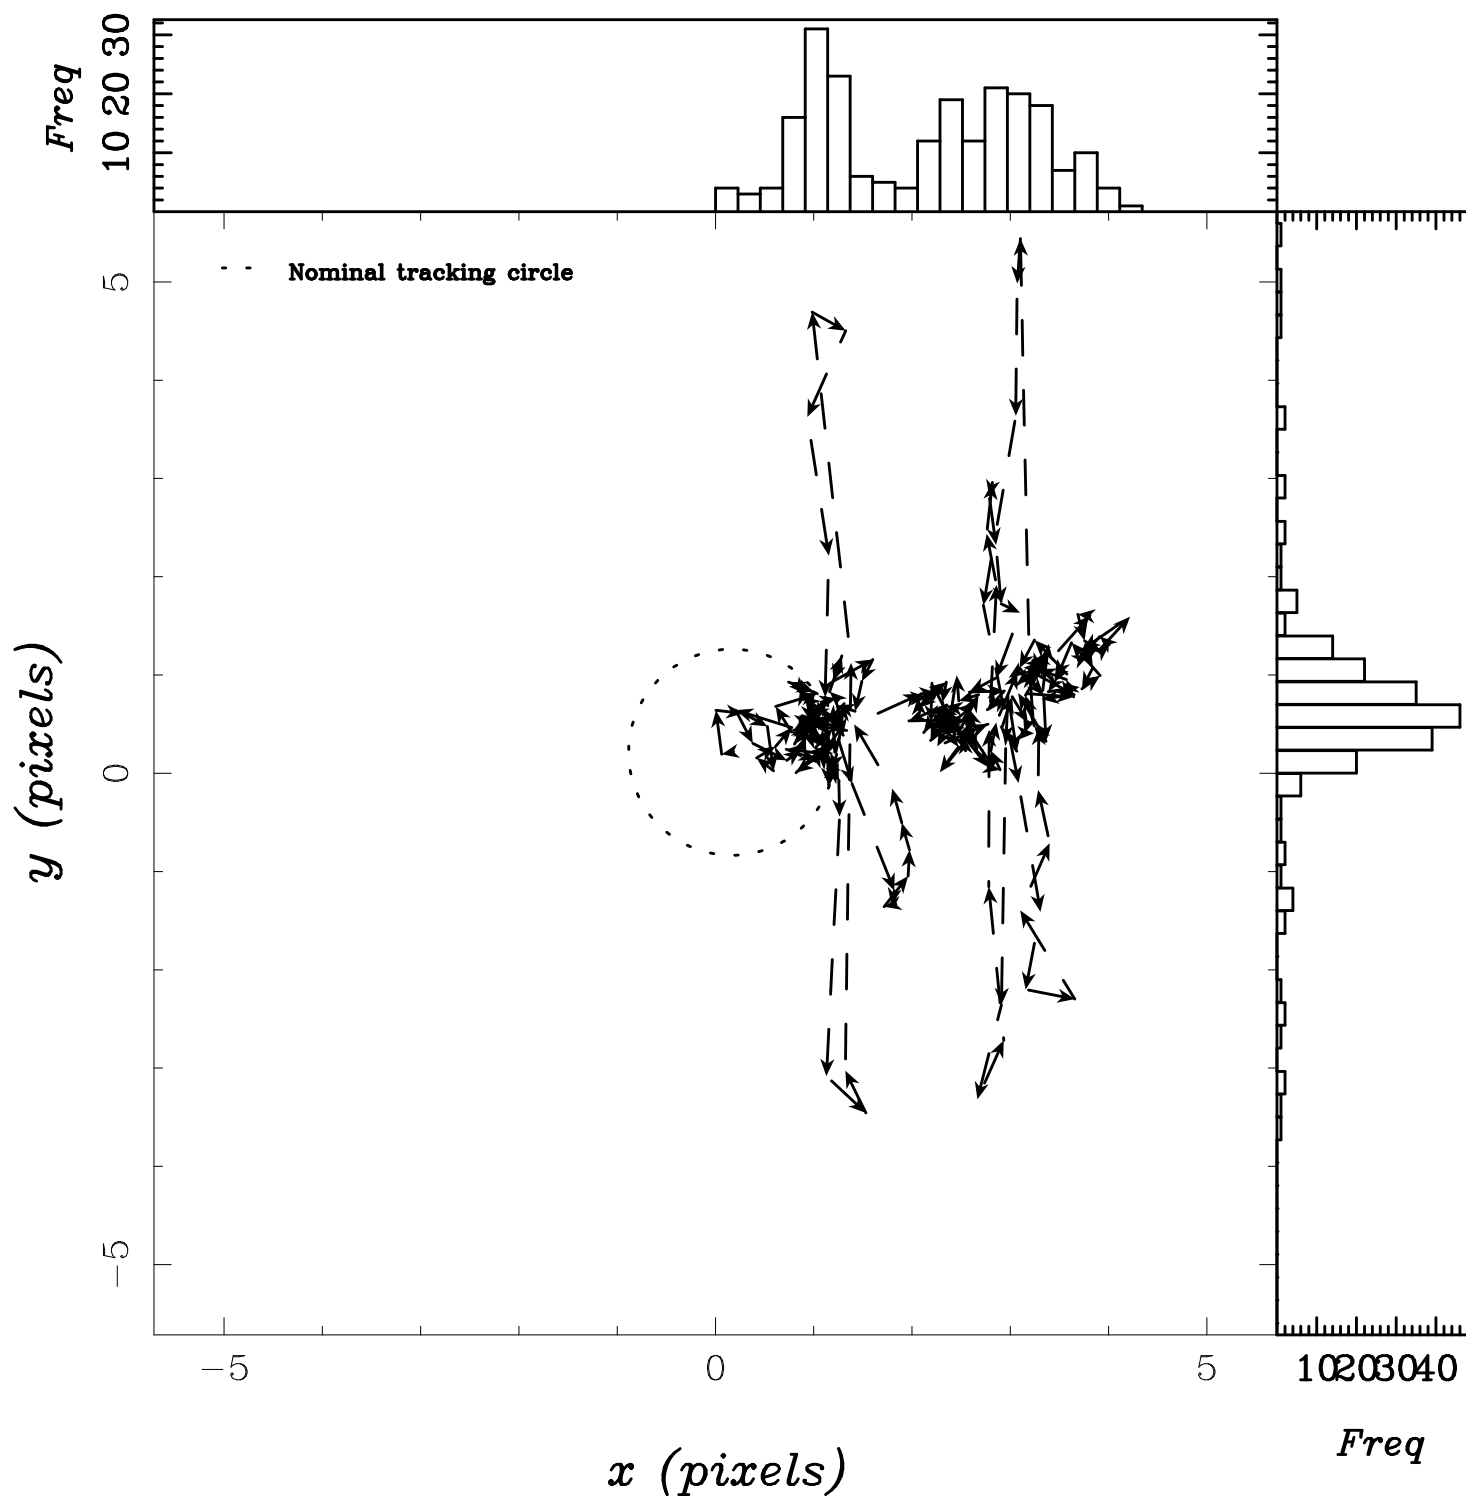 Freq
10 20 30
Nominal tracking circle
5
0
−5
y (pixels)
−5 0 5
10203040
x (pixels)
Freq